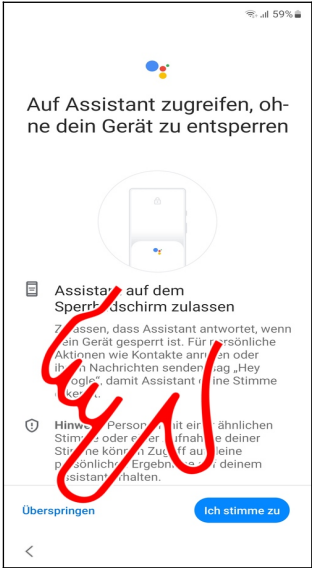 59%
Auf Assistant zugreifen, oh-
ne dein Gerät zu entsperren
Assistant auf dem
Sperrbildschirm zulassen
Zulassen, dass Assistant antwortet, wenn
dein Gerät gesperrt ist. Für persönliche
Aktionen wie Kontakte anrufen oder
ihnen Nachrichten senden sag „Hey
Google“, damit Assistant deine Stimme
erkennt.
Hinweis: Personen mit einer ähnlichen
Stimme oder einer Aufnahme deiner
Stimme können Zugriff auf deine
persönlichen Ergebnisse auf deinem
Assistant erhalten.
Überspringen
Ich stimme zu